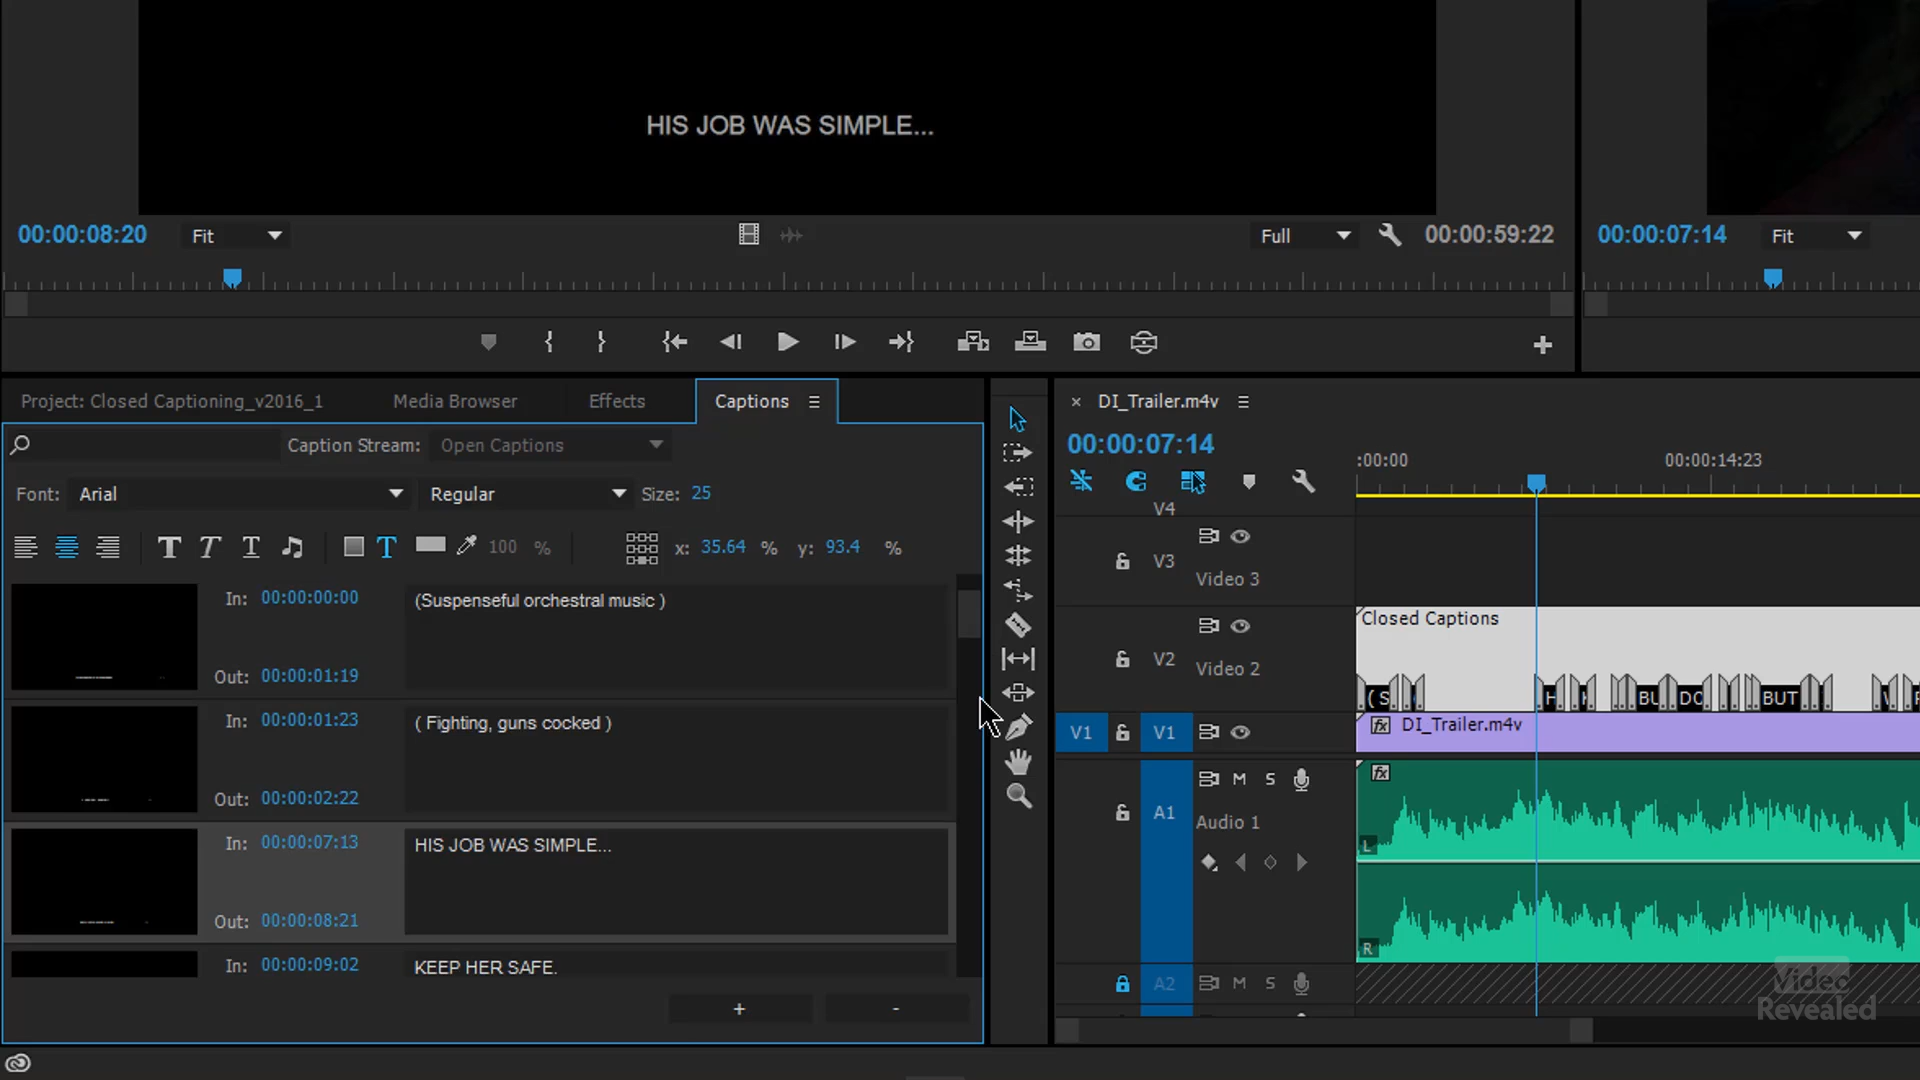 HIS JOB WAS SIMPLE...
00:00:08:20 Fit Full 00:00:59:22 00:00:07:14 Fit
Project: Closed Captioning_v2016_1 Media Browser Effects Captions
Caption Stream: Open Captions
Font: Arial Regular Size: 25
100 % x: 35.64 % y: 93.4 %
In: 00:00:00:00 (Suspenseful orchestral music )
Out: 00:00:01:19
In: 00:00:01:23 ( Fighting, guns cocked )
Out: 00:00:02:22
In: 00:00:07:13 HIS JOB WAS SIMPLE...
Out: 00:00:08:21
In: 00:00:09:02 KEEP HER SAFE.
+ -
× DI_Trailer.m4v
00:00:07:14
:00:00 00:00:14:23
V4
V3 Video 3
V2 Video 2
Closed Captions
( S H BU DO BUT
V1 V1 DI_Trailer.m4v
fx
A1 M S
Audio 1
fx
L
R
A2 M S
Video
Revealed